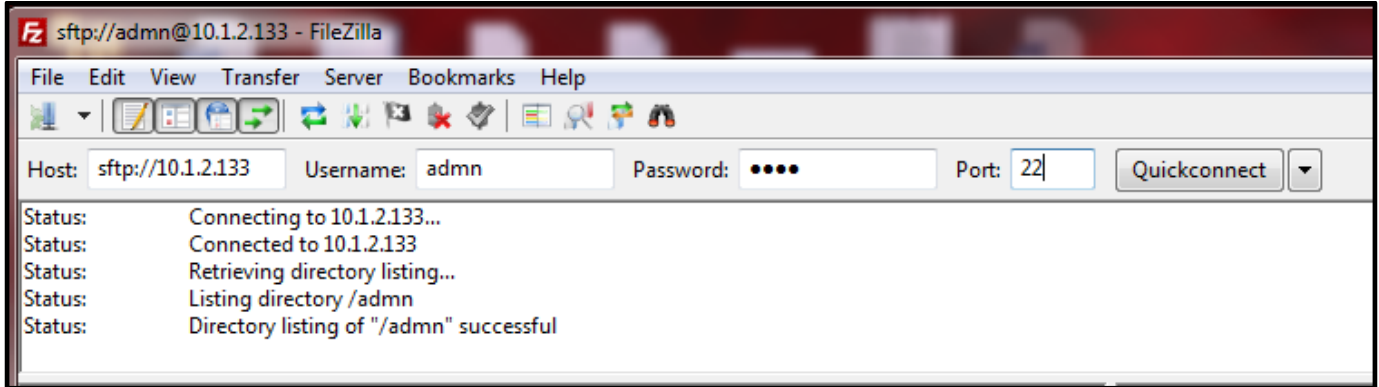 Fz sftp://admn@10.1.2.133 - FileZilla
File Edit View Transfer Server Bookmarks Help
Host: sftp://10.1.2.133 Username: admn Password: •••• Port: 22 Quickconnect
Status: Connecting to 10.1.2.133...
Status: Connected to 10.1.2.133
Status: Retrieving directory listing...
Status: Listing directory /admn
Status: Directory listing of "/admn" successful